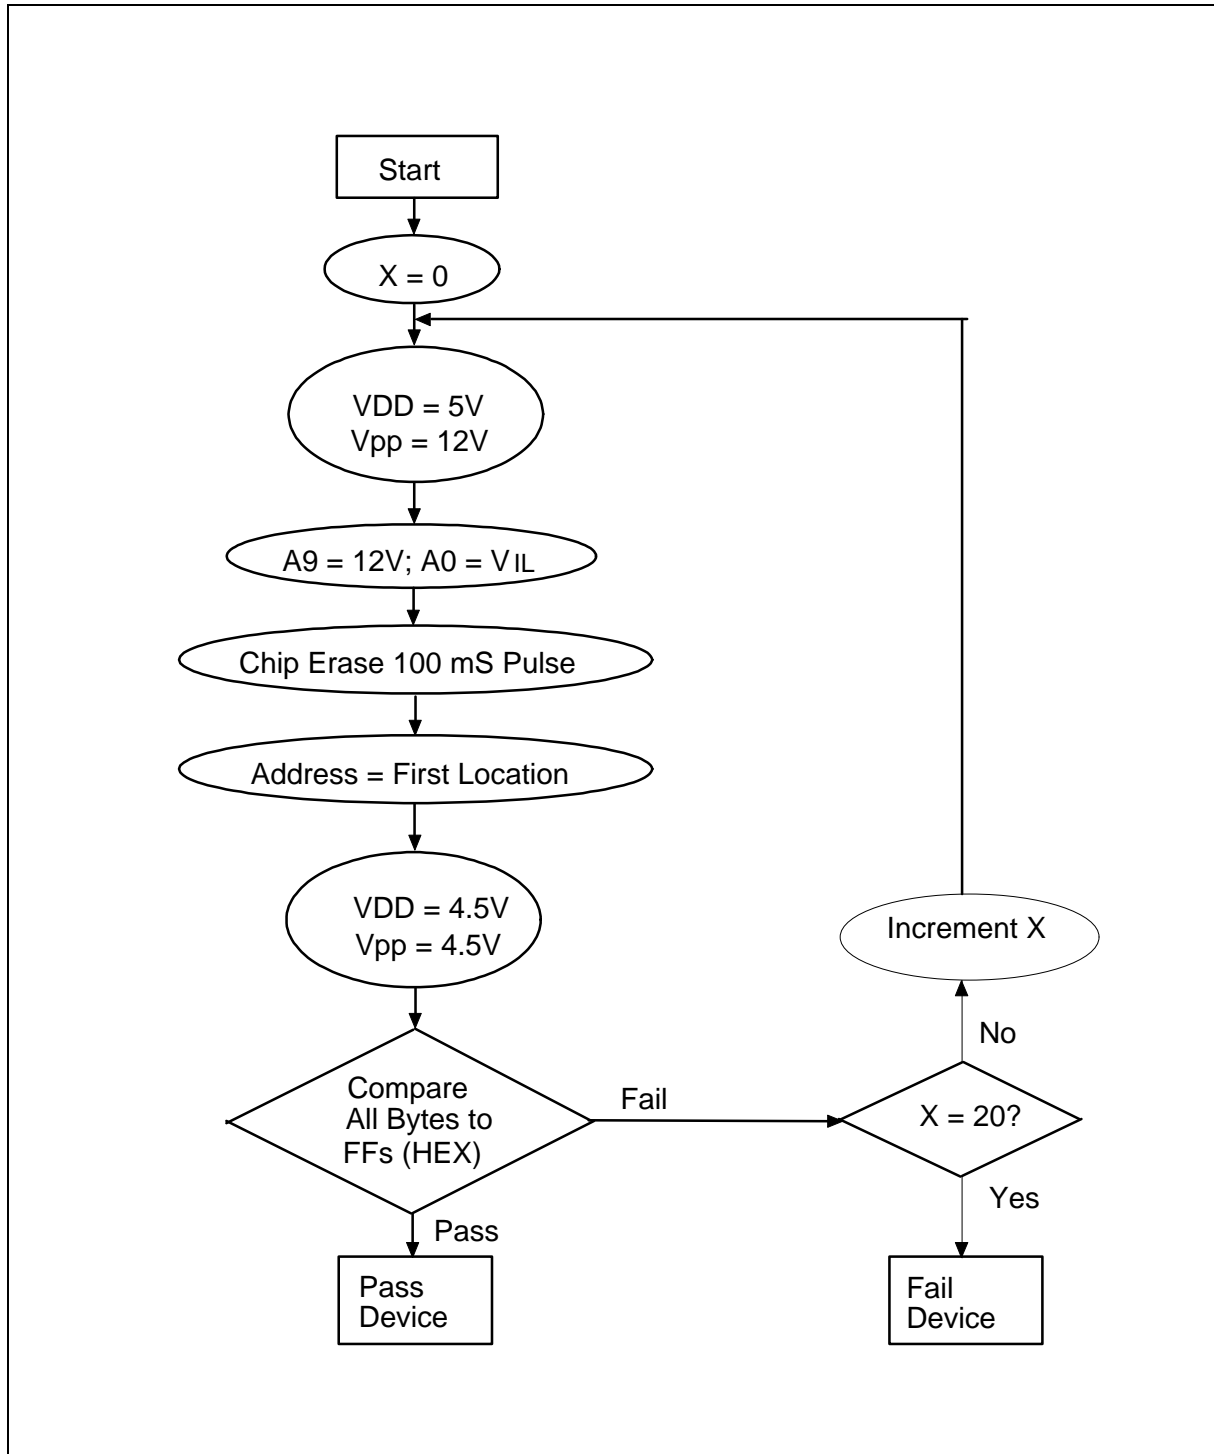 Start
X = 0
VDD = 5V
Vpp = 12V
A9 = 12V; A0 = VIL
Chip Erase 100 mS Pulse
Address = First Location
VDD = 4.5V
Vpp = 4.5V
Increment X
No
Compare
All Bytes to
FFs (HEX)
Fail
X = 20?
Yes
Pass
Pass
Device
Fail
Device